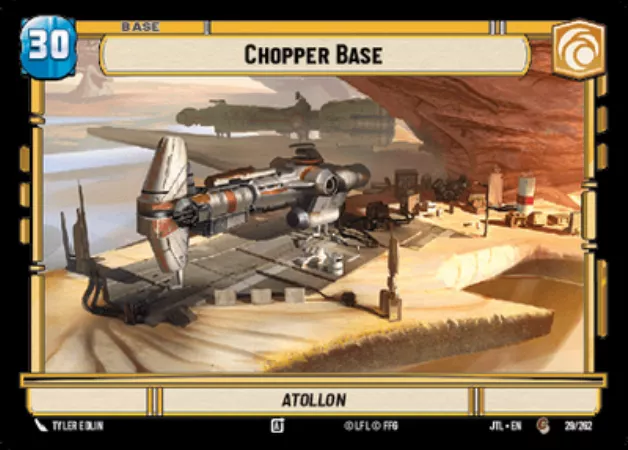 BASE
30
CHOPPER BASE
ATOLLON
TYLER EDLIN
A
© LFL © FFG
JTL • EN
29/262